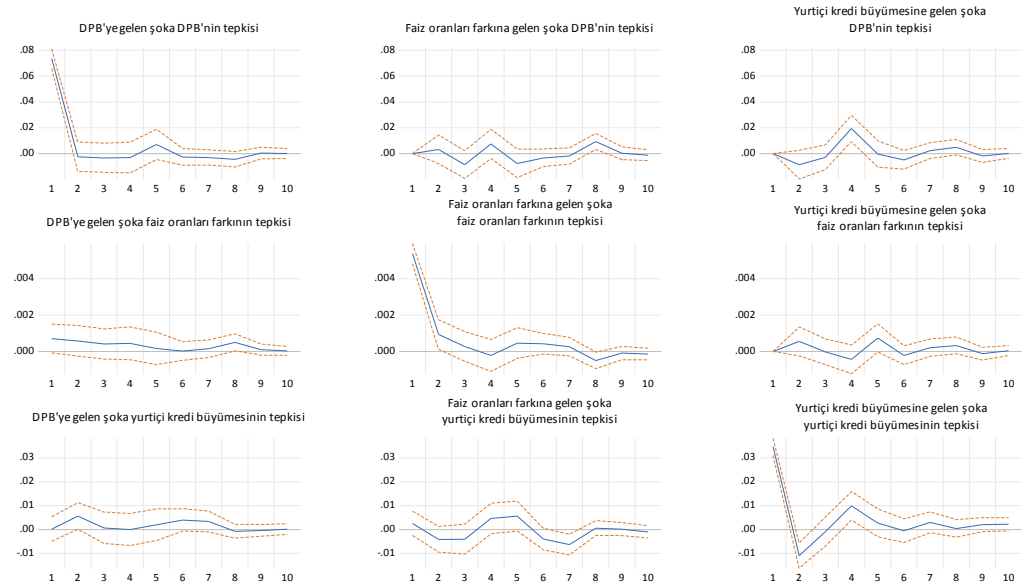 DPB'ye gelen şoka DPB'nin tepkisi
.08
.06
.04
.02
.00
1 2 3 4 5 6 7 8 9 10
Faiz oranları farkına gelen şoka DPB'nin tepkisi
.08
.06
.04
.02
.00
1 2 3 4 5 6 7 8 9 10
Yurtiçi kredi büyümesine gelen şoka
DPB'nin tepkisi
.08
.06
.04
.02
.00
1 2 3 4 5 6 7 8 9 10
DPB'ye gelen şoka faiz oranları farkının tepkisi
.004
.002
.000
1 2 3 4 5 6 7 8 9 10
Faiz oranları farkına gelen şoka
faiz oranları farkının tepkisi
.004
.002
.000
1 2 3 4 5 6 7 8 9 10
Yurtiçi kredi büyümesine gelen şoka
faiz oranları farkının tepkisi
.004
.002
.000
1 2 3 4 5 6 7 8 9 10
DPB'ye gelen şoka yurtiçi kredi büyümesinin tepkisi
.03
.02
.01
.00
-.01
1 2 3 4 5 6 7 8 9 10
Faiz oranları farkına gelen şoka
yurtiçi kredi büyümesinin tepkisi
.03
.02
.01
.00
-.01
1 2 3 4 5 6 7 8 9 10
Yurtiçi kredi büyümesine gelen şoka
yurtiçi kredi büyümesinin tepkisi
.03
.02
.01
.00
-.01
1 2 3 4 5 6 7 8 9 10